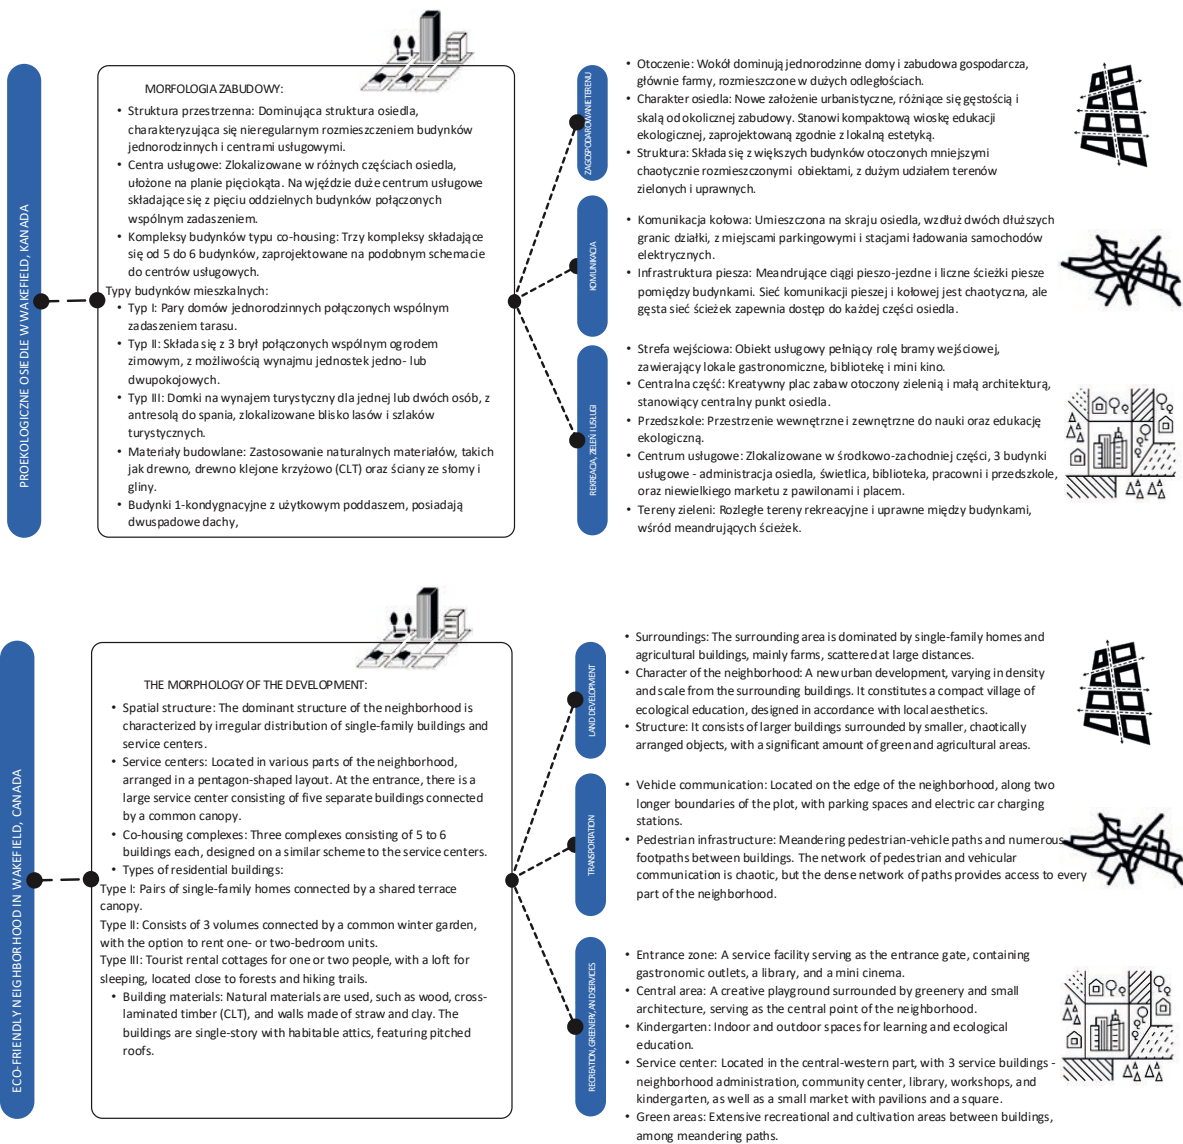 PROEKOLOGICZNE OSIEDLE W WAKEFIELD, KANADA
MORFOLOGIA ZABUDOWY:
• Struktura przestrzenna: Dominująca struktura osiedla,
charakteryzująca się nieregularnym rozmieszczeniem budynków
jednorodzinnych i centrami usługowymi.
• Centra usługowe: Zlokalizowane w różnych częściach osiedla,
ułożone na planie pięciokąta. Na wjeździe duże centrum usługowe
składające się z pięciu oddzielnych budynków połączonych
wspólnym zadaszeniem.
• Kompleksy budynków typu co-housing: Trzy kompleksy składające
się od 5 do 6 budynków, zaprojektowane na podobnym schemacie
do centrów usługowych.
Typy budynków mieszkalnych:
• Typ I: Pary domów jednorodzinnych połączonych wspólnym
zadaszeniem tarasu.
• Typ II: Składa się z 3 brył połączonych wspólnym ogrodem
zimowym, z możliwością wynajmu jednostek jedno- lub
dwupokojowych.
• Typ III: Domki na wynajem turystyczny dla jednej lub dwóch osób, z
antresolą do spania, zlokalizowane blisko lasów i szlaków
turystycznych.
• Materiały budowlane: Zastosowanie naturalnych materiałów, takich
jak drewno, drewno klejone krzyżowo (CLT) oraz ściany ze słomy i
gliny.
• Budynki 1-kondygnacyjne z użytkowym poddaszem, posiadają
dwuspadowe dachy,
ZAGOSPODAROWANIE TERENU
• Otoczenie: Wokół dominują jednorodzinne domy i zabudowa gospodarcza,
głównie farmy, rozmieszczone w dużych odległościach.
• Charakter osiedla: Nowe założenie urbanistyczne, różniące się gęstością i
skalą od okolicznej zabudowy. Stanowi kompaktową wioskę edukacji
ekologicznej, zaprojektowaną zgodnie z lokalną estetyką.
• Struktura: Składa się z większych budynków otoczonych mniejszymi
chaotycznie rozmieszczonymi obiektami, z dużym udziałem terenów
zielonych i uprawnych.
KOMUNIKACJA
• Komunikacja kołowa: Umieszczona na skraju osiedla, wzdłuż dwóch dłuższych
granic działki, z miejscami parkingowymi i stacjami ładowania samochodów
elektrycznych.
• Infrastruktura piesza: Meandrujące ciągi pieszo-jezdne i liczne ścieżki piesze
pomiędzy budynkami. Sieć komunikacji pieszej i kołowej jest chaotyczna, ale
gęsta sieć ścieżek zapewnia dostęp do każdej części osiedla.
REKREACJA, ZIELEŃ I USŁUGI
• Strefa wejściowa: Obiekt usługowy pełniący rolę bramy wejściowej,
zawierający lokale gastronomiczne, bibliotekę i mini kino.
• Centralna część: Kreatywny plac zabaw otoczony zielenią i małą architekturą,
stanowiący centralny punkt osiedla.
• Przedszkole: Przestrzenie wewnętrzne i zewnętrzne do nauki oraz edukację
ekologiczną.
• Centrum usługowe: Zlokalizowane w środkowo-zachodniej części, 3 budynki
usługowe - administracja osiedla, świetlica, biblioteka, pracowni i przedszkole,
oraz niewielkiego marketu z pawilonami i placem.
• Tereny zieleni: Rozległe tereny rekreacyjne i uprawne między budynkami,
wśród meandrujących ścieżek.
ECO-FRIENDLY NEIGHBORHOOD IN WAKEFIELD, CANADA
THE MORPHOLOGY OF THE DEVELOPMENT:
• Spatial structure: The dominant structure of the neighborhood is
characterized by irregular distribution of single-family buildings and
service centers.
• Service centers: Located in various parts of the neighborhood,
arranged in a pentagon-shaped layout. At the entrance, there is a
large service center consisting of five separate buildings connected
by a common canopy.
• Co-housing complexes: Three complexes consisting of 5 to 6
buildings each, designed on a similar scheme to the service centers.
• Types of residential buildings:
Type I: Pairs of single-family homes connected by a shared terrace
canopy.
Type II: Consists of 3 volumes connected by a common winter garden,
with the option to rent one- or two-bedroom units.
Type III: Tourist rental cottages for one or two people, with a loft for
sleeping, located close to forests and hiking trails.
• Building materials: Natural materials are used, such as wood, cross-
laminated timber (CLT), and walls made of straw and clay. The
buildings are single-story with habitable attics, featuring pitched
roofs.
LAND DEVELOPMENT
• Surroundings: The surrounding area is dominated by single-family homes and
agricultural buildings, mainly farms, scattered at large distances.
• Character of the neighborhood: A new urban development, varying in density
and scale from the surrounding buildings. It constitutes a compact village of
ecological education, designed in accordance with local aesthetics.
• Structure: It consists of larger buildings surrounded by smaller, chaotically
arranged objects, with a significant amount of green and agricultural areas.
TRANSPORTATION
• Vehicle communication: Located on the edge of the neighborhood, along two
longer boundaries of the plot, with parking spaces and electric car charging
stations.
• Pedestrian infrastructure: Meandering pedestrian-vehicle paths and numerous
footpaths between buildings. The network of pedestrian and vehicular
communication is chaotic, but the dense network of paths provides access to every
part of the neighborhood.
RECREATION, GREENERY, AND SERVICES
• Entrance zone: A service facility serving as the entrance gate, containing
gastronomic outlets, a library, and a mini cinema.
• Central area: A creative playground surrounded by greenery and small
architecture, serving as the central point of the neighborhood.
• Kindergarten: Indoor and outdoor spaces for learning and ecological
education.
• Service center: Located in the central-western part, with 3 service buildings -
neighborhood administration, community center, library, workshops, and
kindergarten, as well as a small market with pavilions and a square.
• Green areas: Extensive recreational and cultivation areas between buildings,
among meandering paths.